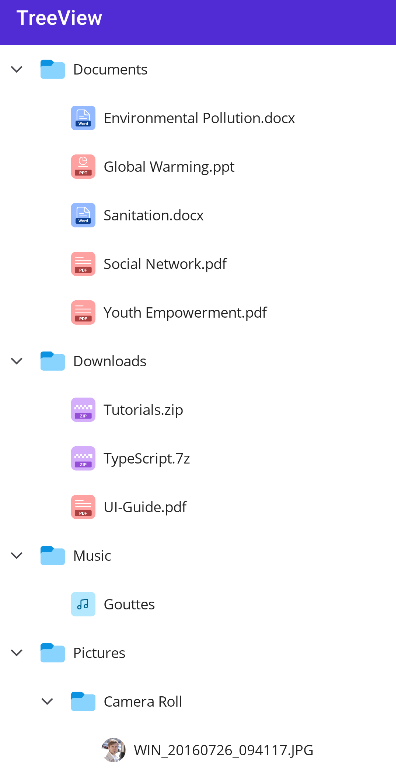 TreeView
Documents
Environmental Pollution.docx
Global Warming.ppt
Sanitation.docx
Social Network.pdf
Youth Empowerment.pdf
Downloads
Tutorials.zip
TypeScript.7z
UI-Guide.pdf
Music
Gouttes
Pictures
Camera Roll
WIN_20160726_094117.JPG